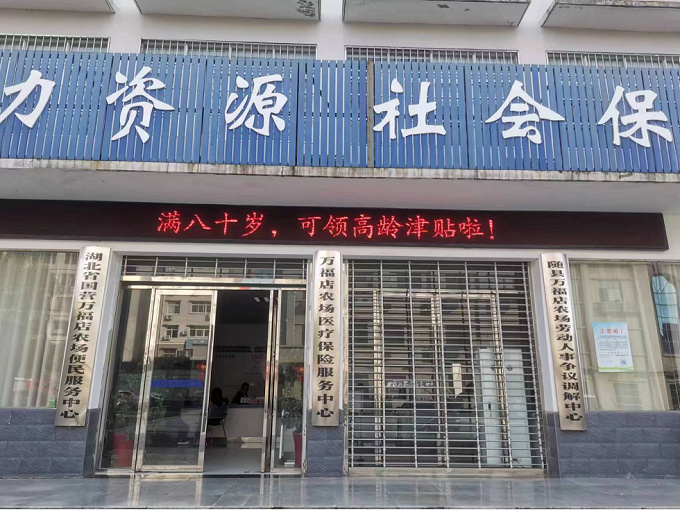 力资源 社会保
满八十岁，可领高龄津贴啦！
湖北省国营万福店农场便民服务中心
万福店农场医疗保险服务中心
随县万福店农场劳动人事争议调解中心